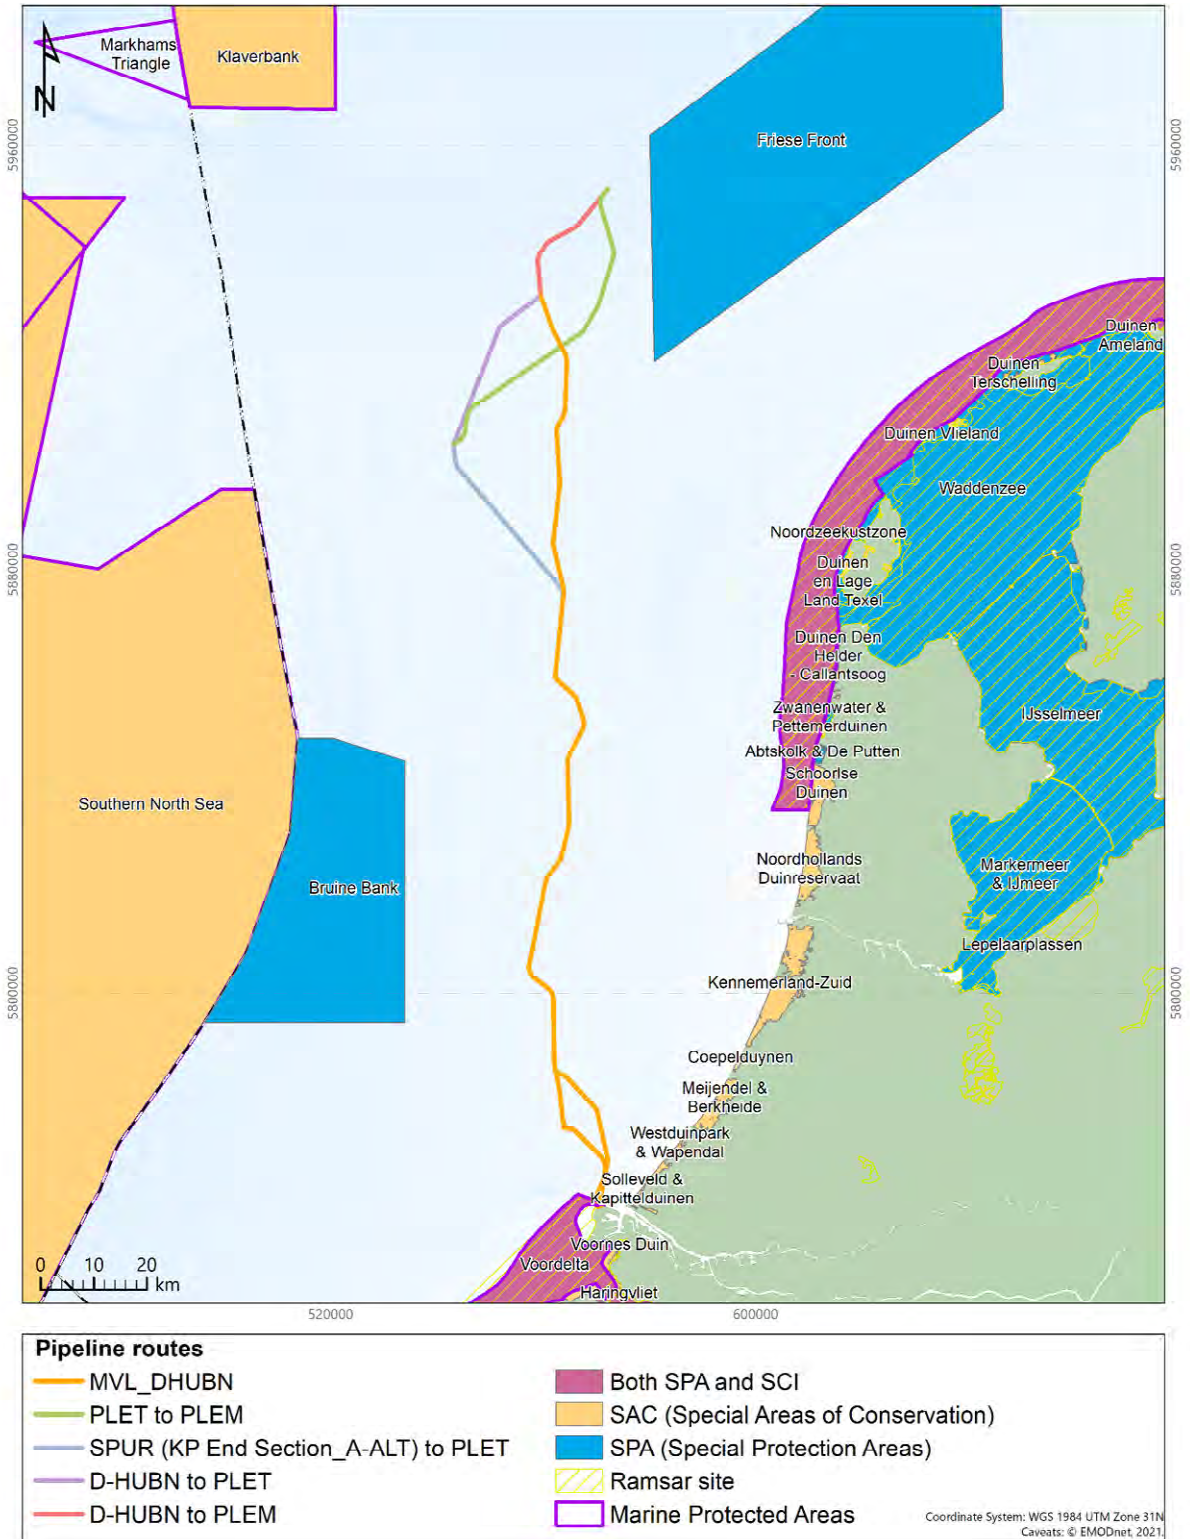 Markhams
Triangle
Klaverbank
N
Friese Front
5960000
5960000
Duinen
Ameland
Duinen
Terschelling
Duinen Vlieland
Waddenzee
Noordzeekustzone
5880000
5880000
Duinen
en Lage
Land Texel
Duinen Den
Helder
- Callantsoog
Zwanenwater &
Pettemerduinen
IJsselmeer
Abtskolk & De Putten
Schoorlse
Duinen
Southern North Sea
Noordhollands
Duinreservaat
Markermeer
& IJmeer
Bruine Bank
Lepelaarplassen
Kennemerland-Zuid
5880000
5880000
Coepelduynen
Meijendel &
Berkheide
Westduinpark
& Wapendal
Solleveld &
Kapittelduinen
Voornes Duin
Voordelta
Haringvliet
0 10 20
km
520000
600000
Pipeline routes
MVL_DHUBN
PLET to PLEM
SPUR (KP End Section_A-ALT) to PLET
D-HUBN to PLET
D-HUBN to PLEM
Both SPA and SCI
SAC (Special Areas of Conservation)
SPA (Special Protection Areas)
Ramsar site
Marine Protected Areas
Coordinate System: WGS 1984 UTM Zone 31N
Caveats: © EMODnet, 2021.